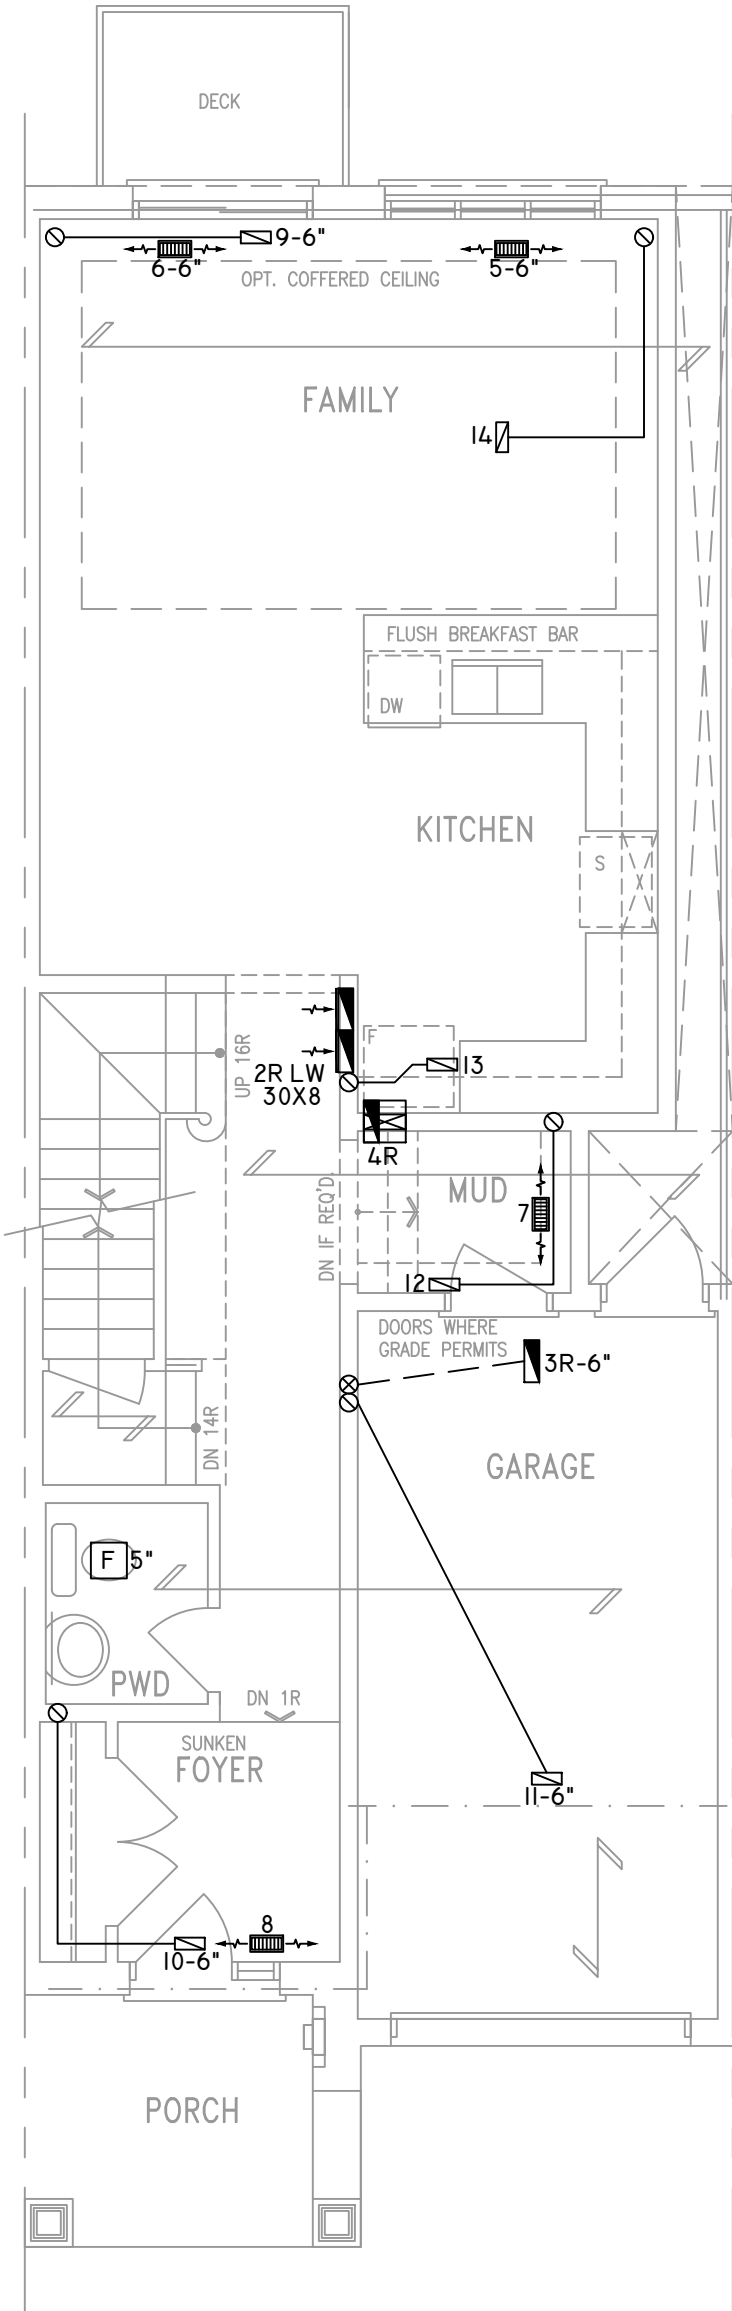 DECK
9-6"
6-6"
5-6"
OPT. COFFERED CEILING
FAMILY
14
FLUSH BREAKFAST BAR
DW
KITCHEN
S
F
UP 16R
13
2R LW
30X8
4R
MUD
7
DN IF REQ'D.
12
DOORS WHERE
GRADE PERMITS
3R-6"
DN 14R
GARAGE
F 5"
PWD
DN 1R
SUNKEN
FOYER
11-6"
8
10-6"
PORCH